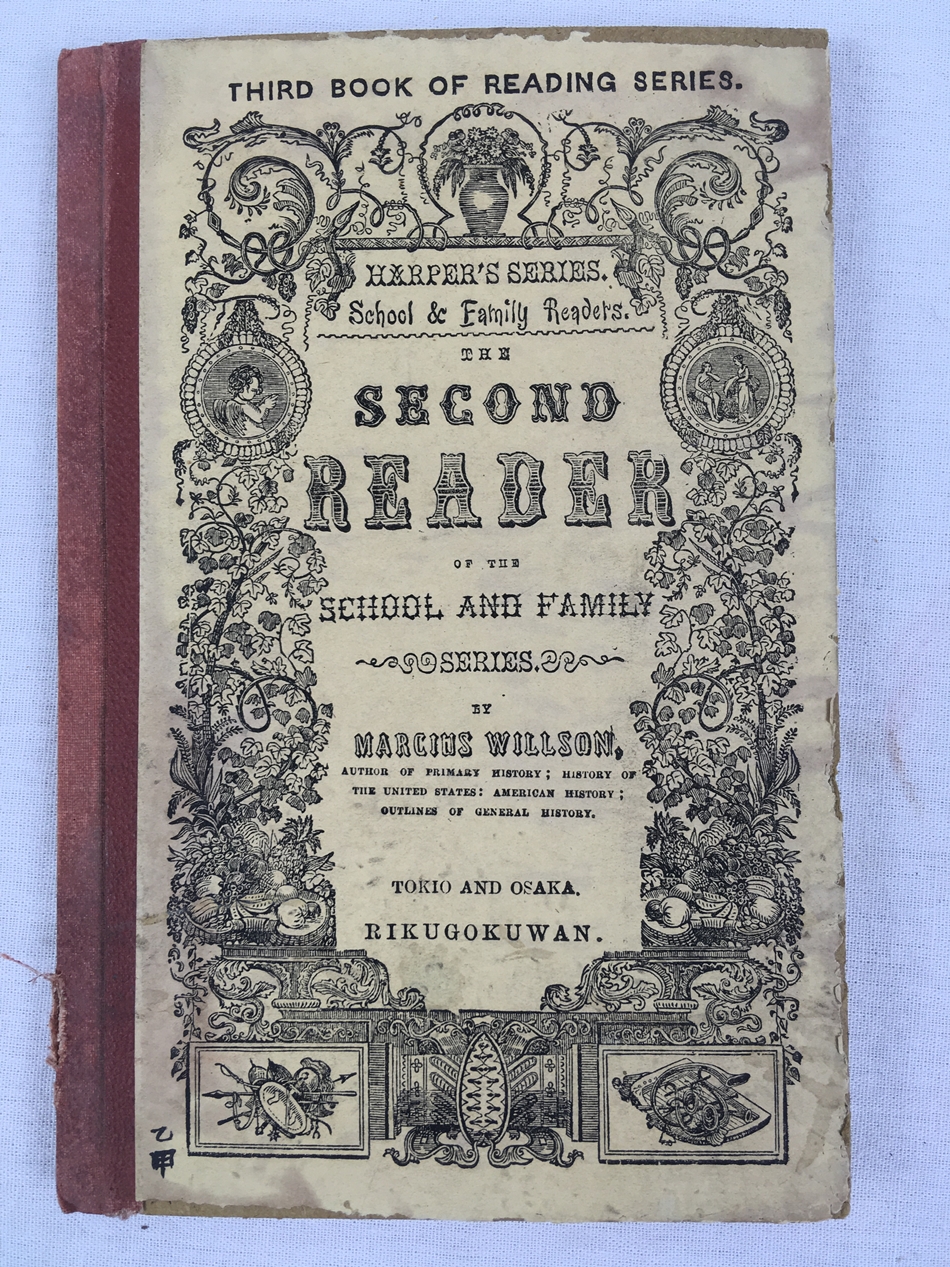 THIRD BOOK OF READING SERIES.
HARPER'S SERIES.
School & Family Readers.
THE
SECOND
READER
OF THE
SCHOOL AND FAMILY
SERIES.
BY
MARCIUS WILLSON,
AUTHOR OF PRIMARY HISTORY; HISTORY OF
THE UNITED STATES: AMERICAN HISTORY;
OUTLINES OF GENERAL HISTORY.
TOKIO AND OSAKA.
RIKUGOKUWAN.
乙
甲